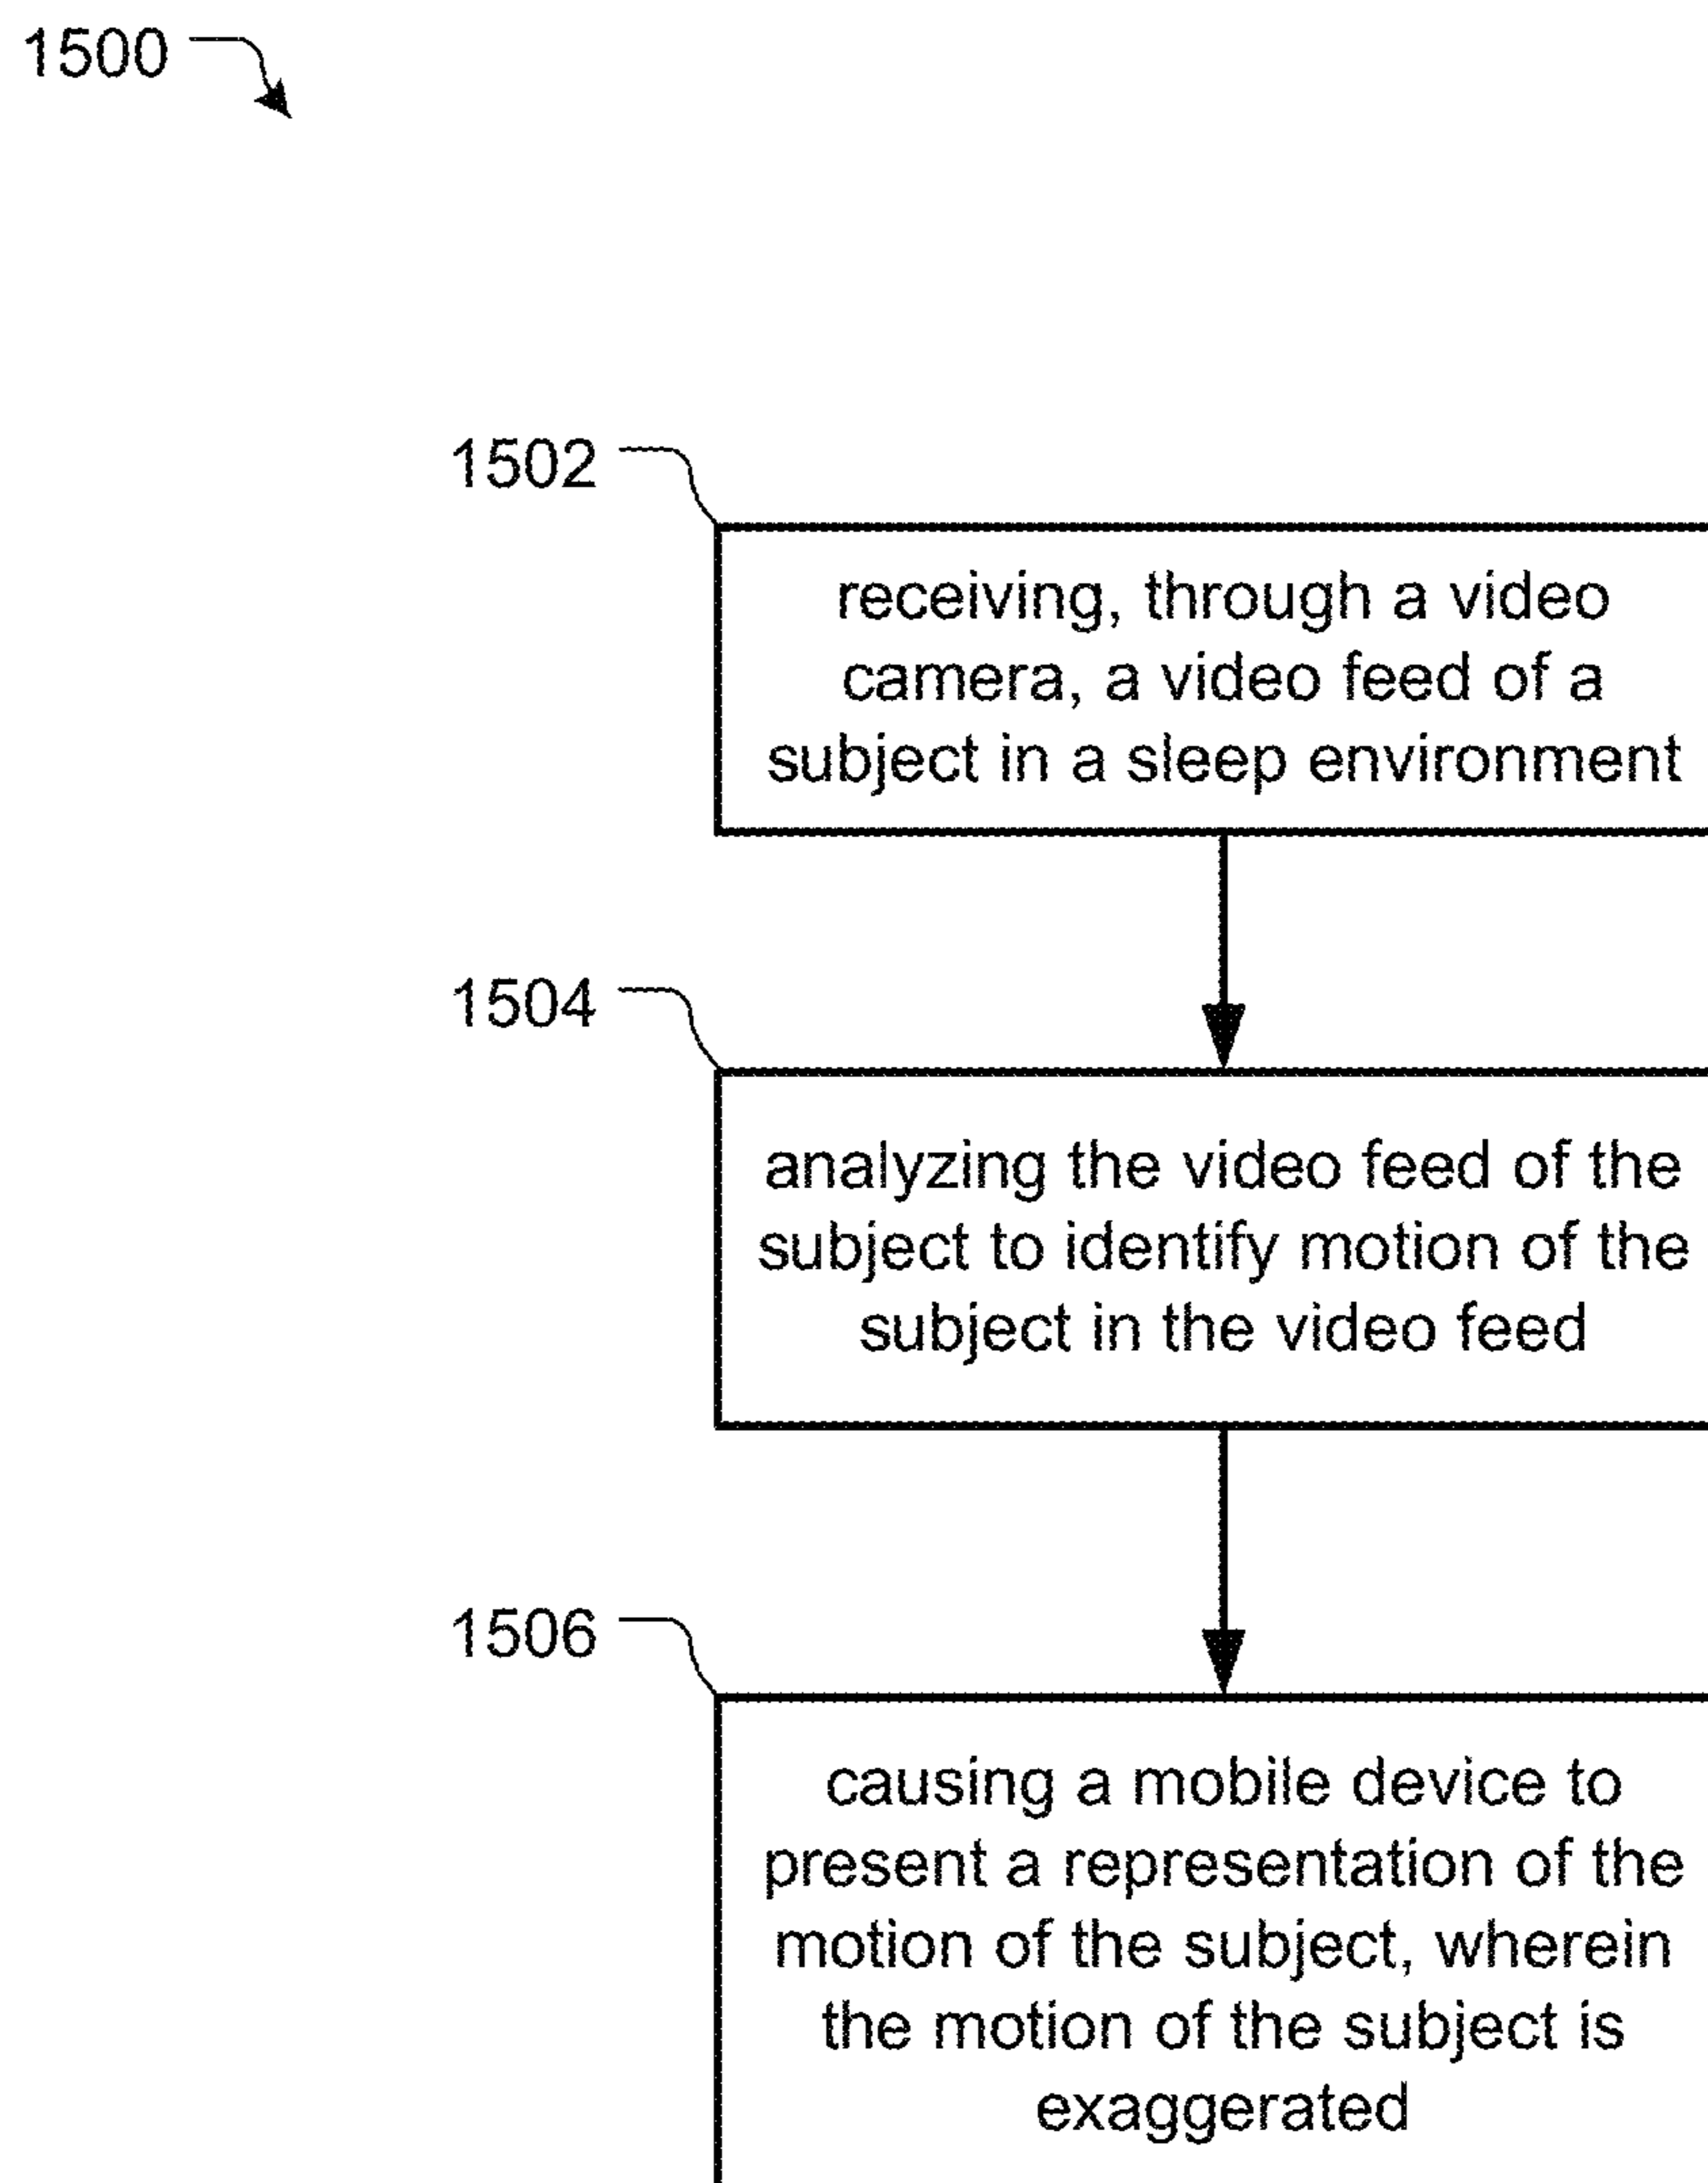 1500
1502
receiving, through a video
camera, a video feed of a
subject in a sleep environment
1504
analyzing the video feed of the
subject to identify motion of the
subject in the video feed
1506
causing a mobile device to
present a representation of the
motion of the subject, wherein
the motion of the subject is
exaggerated